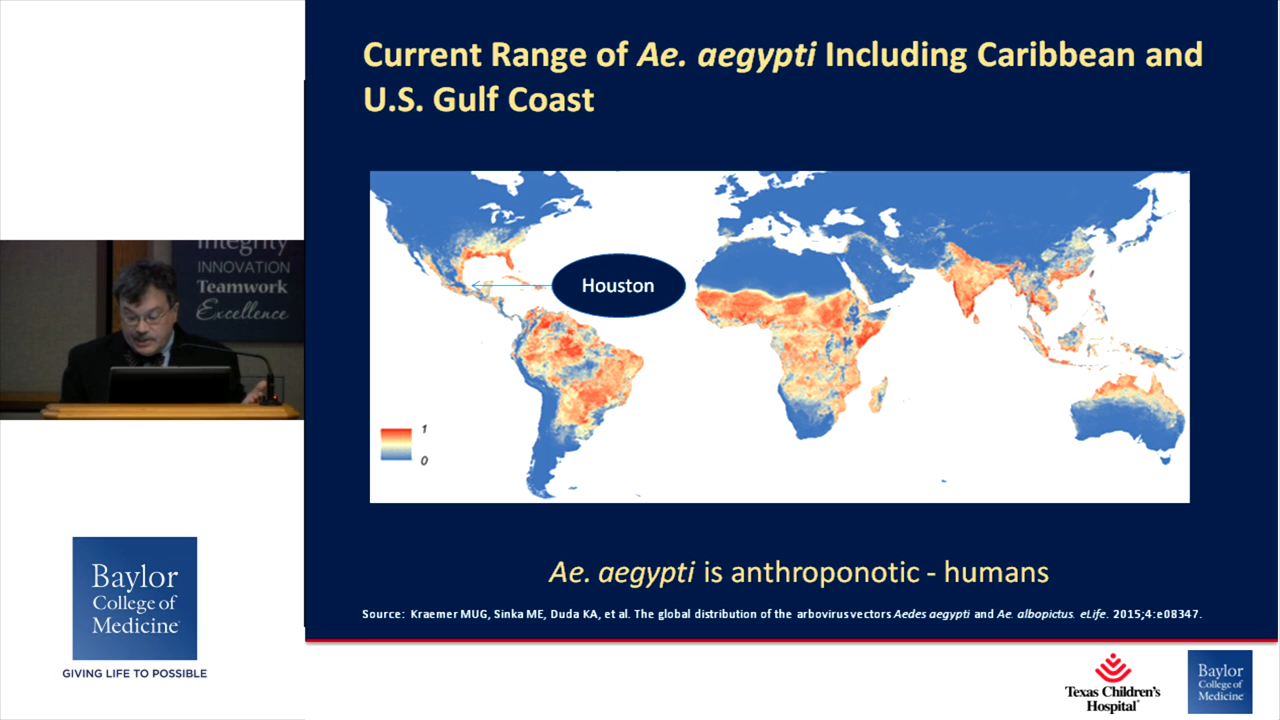 Current Range of Ae. aegypti Including Caribbean and
U.S. Gulf Coast
Integrity
INNOVATION
Teamwork
Excellence
Houston
1
0
Ae. aegypti is anthroponotic - humans
Source: Kraemer MUG, Sinka ME, Duda KA, et al. The global distribution of the arbovirus vectors Aedes aegypti and Ae. albopictus. eLife. 2015;4:e08347.
Baylor
College of
Medicine
GIVING LIFE TO POSSIBLE
Texas Children's
Hospital
Baylor
College of
Medicine